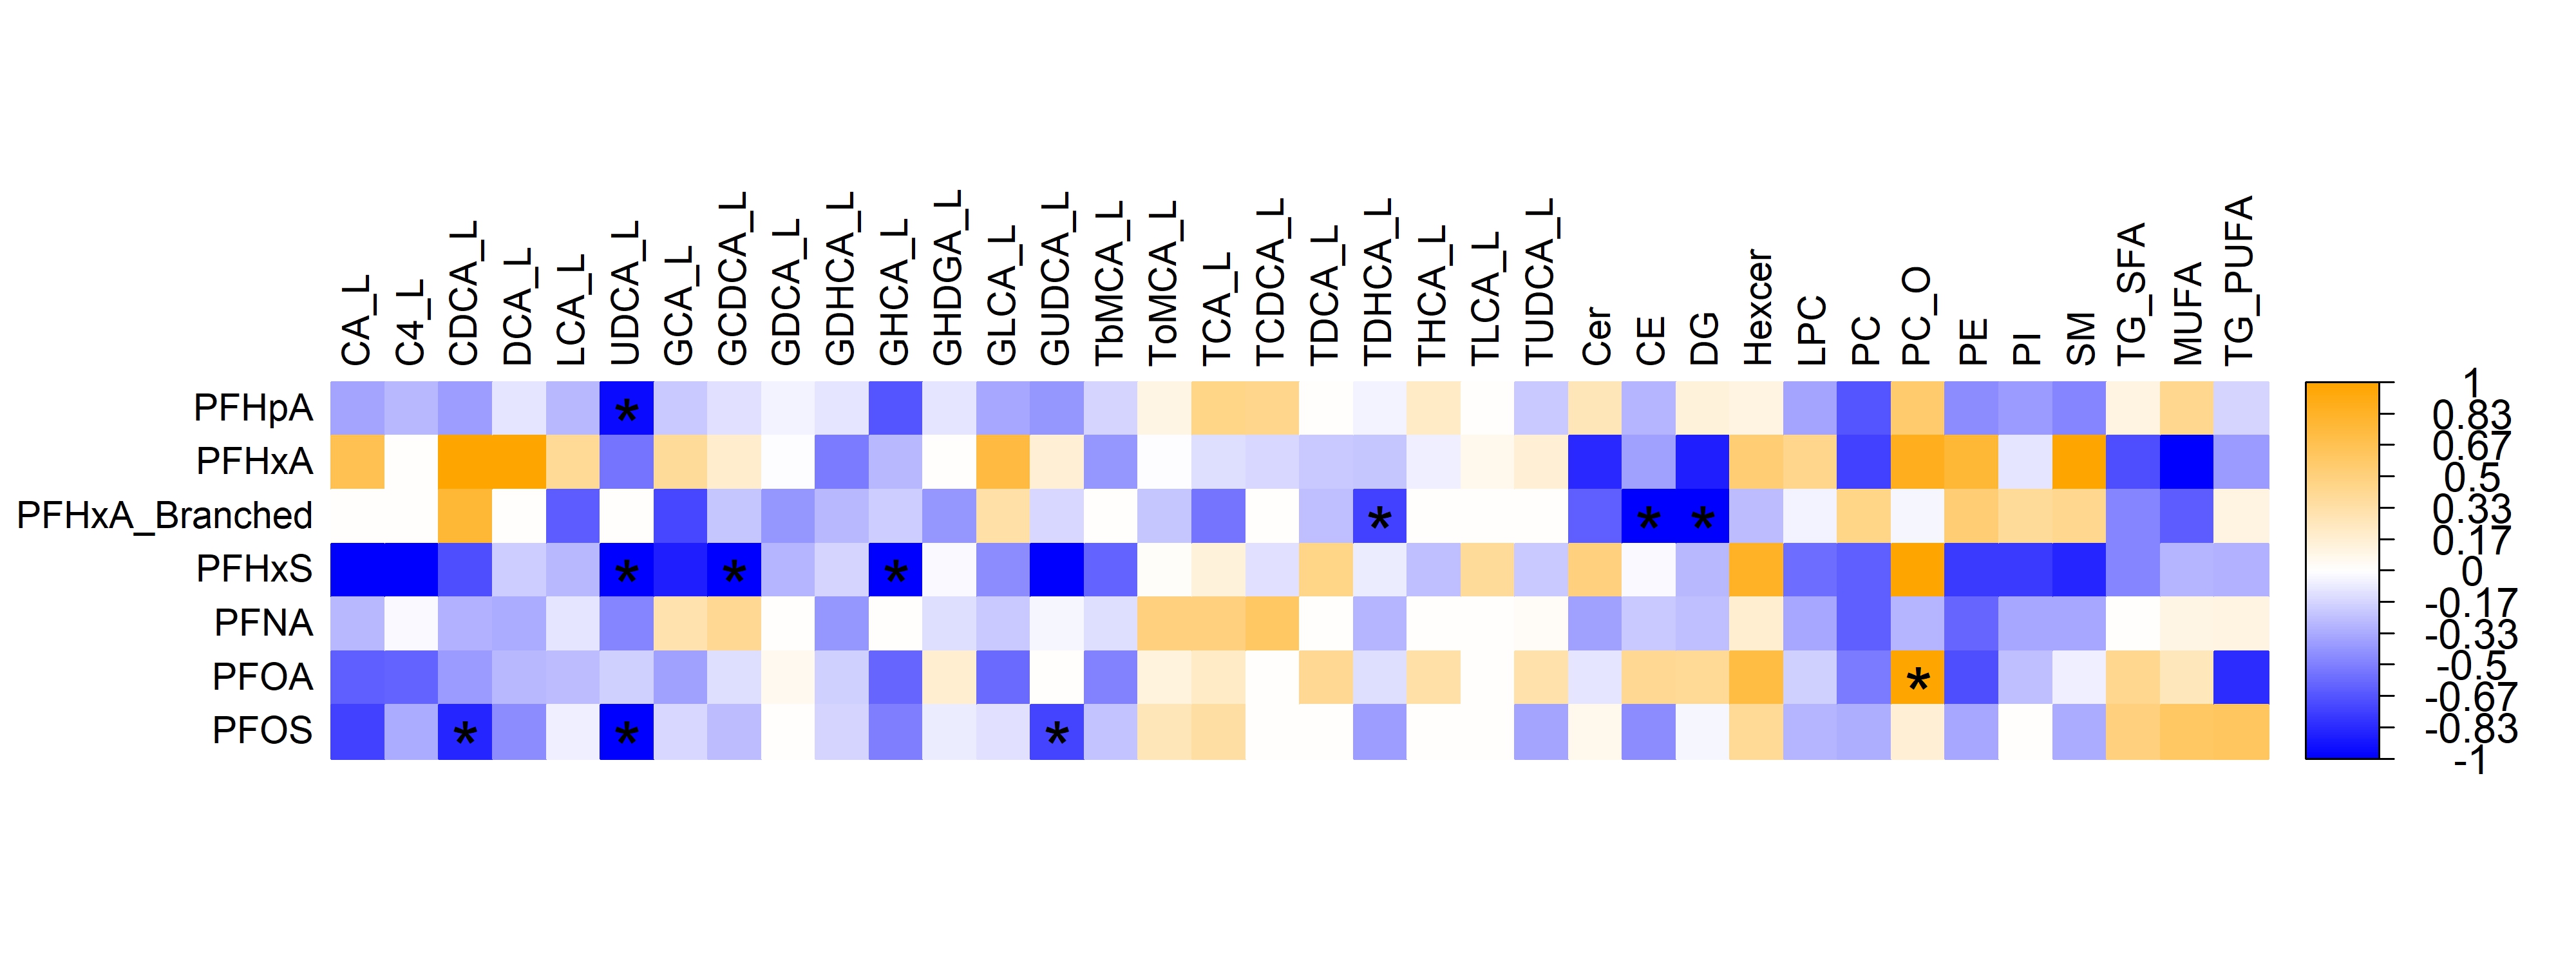 CA_L
C4_L
CDCA_L
DCA_L
LCA_L
UDCA_L
GCA_L
GCDCA_L
GDCA_L
GDHCA_L
GHCA_L
GHDGA_L
GLCA_L
GUDCA_L
TbMCA_L
ToMCA_L
TCA_L
TCDCA_L
TDCA_L
TDHCA_L
THCA_L
TLCA_L
TUDCA_L
Cer
CE
DG
Hexcer
LPC
PC
PC_O
PE
PI
SM
TG_SFA
MUFA
TG_PUFA
PFHpA *
PFHxA
PFHxA_Branched * * *
PFHxS * * *
PFNA
PFOA *
PFOS * * *
1
0.83
0.67
0.5
0.33
0.17
0
-0.17
-0.33
-0.5
-0.67
-0.83
-1